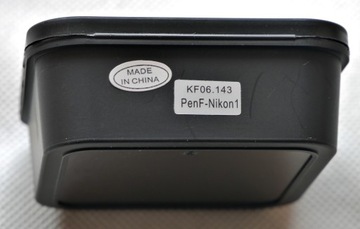 MADE
IN
CHINA
KF06.143
PenF-Nikon1